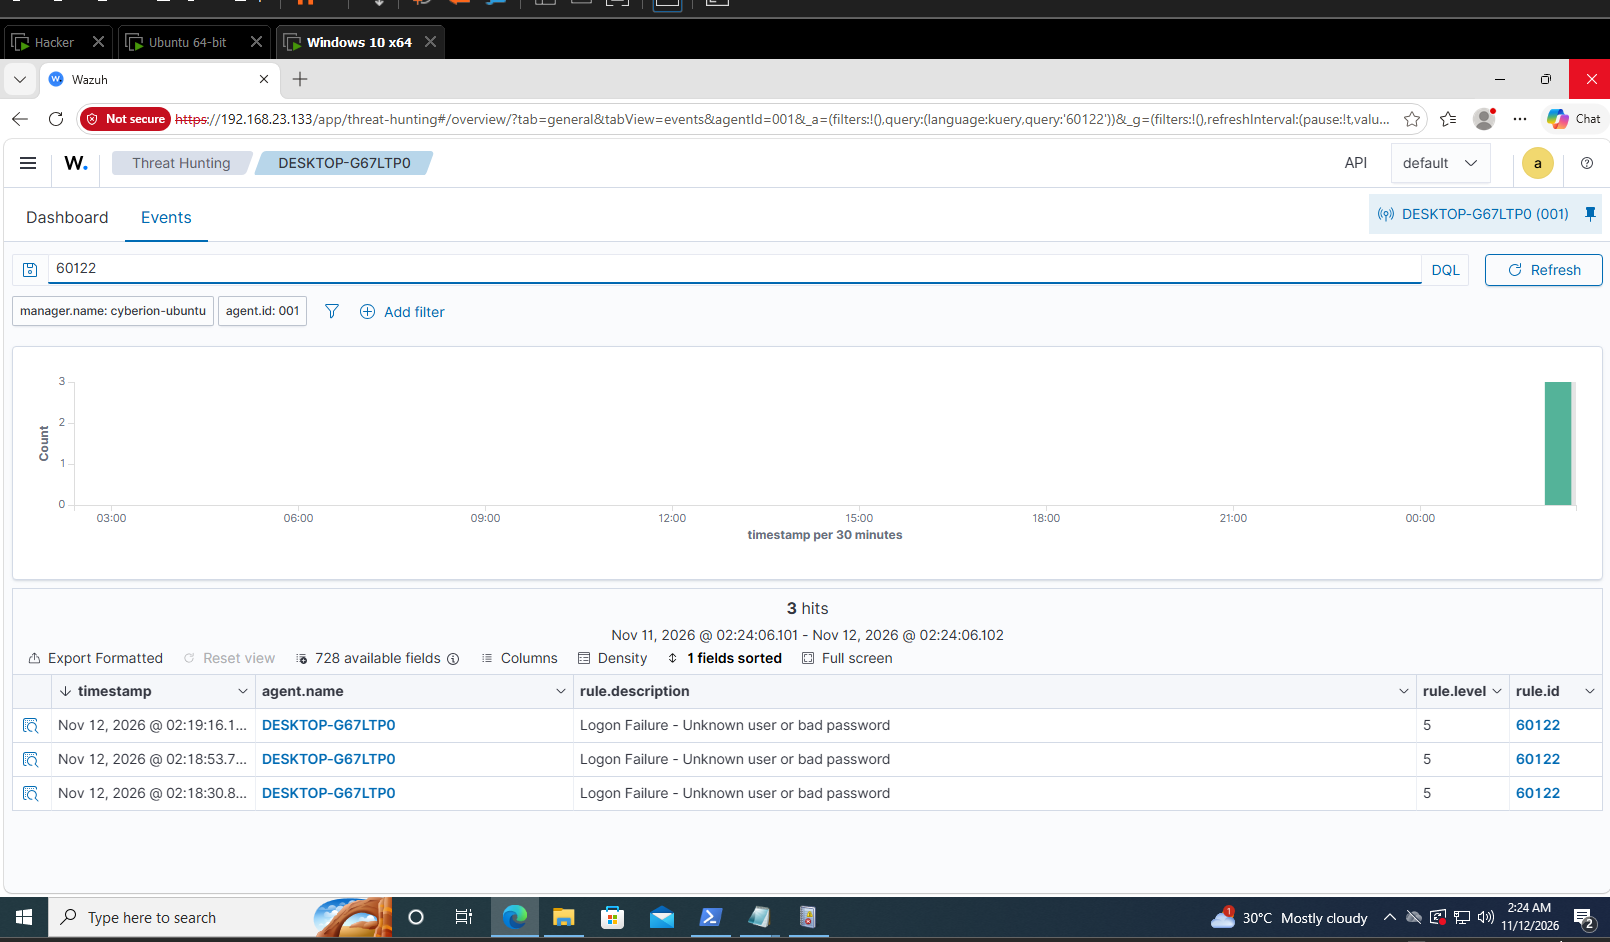 Hacker
Ubuntu 64-bit
Windows 10 x64
Wazuh
Not secure https://192.168.23.133/app/threat-hunting#/overview/?tab=general&tabView=events&agentId=001&_a=(filters:!(),query:(language:kuery,query:'60122'))&_g=(filters:!(),refreshInterval:(pause:!t,valu...
Chat
W. Threat Hunting DESKTOP-G67LTP0
API default a
Dashboard Events
DESKTOP-G67LTP0 (001)
60122
DQL Refresh
manager.name: cyberion-ubuntu agent.id: 001 Add filter
3
2
1
0
Count
03:00 06:00 09:00 12:00 15:00 18:00 21:00 00:00
timestamp per 30 minutes
3 hits
Nov 11, 2026 @ 02:24:06.101 - Nov 12, 2026 @ 02:24:06.102
Export Formatted Reset view 728 available fields Columns Density 1 fields sorted Full screen
timestamp agent.name rule.description rule.level rule.id
Nov 12, 2026 @ 02:19:16.1... DESKTOP-G67LTP0 Logon Failure - Unknown user or bad password 5 60122
Nov 12, 2026 @ 02:18:53.7... DESKTOP-G67LTP0 Logon Failure - Unknown user or bad password 5 60122
Nov 12, 2026 @ 02:18:30.8... DESKTOP-G67LTP0 Logon Failure - Unknown user or bad password 5 60122
Type here to search
1
30°C Mostly cloudy
2:24 AM
11/12/2026
2